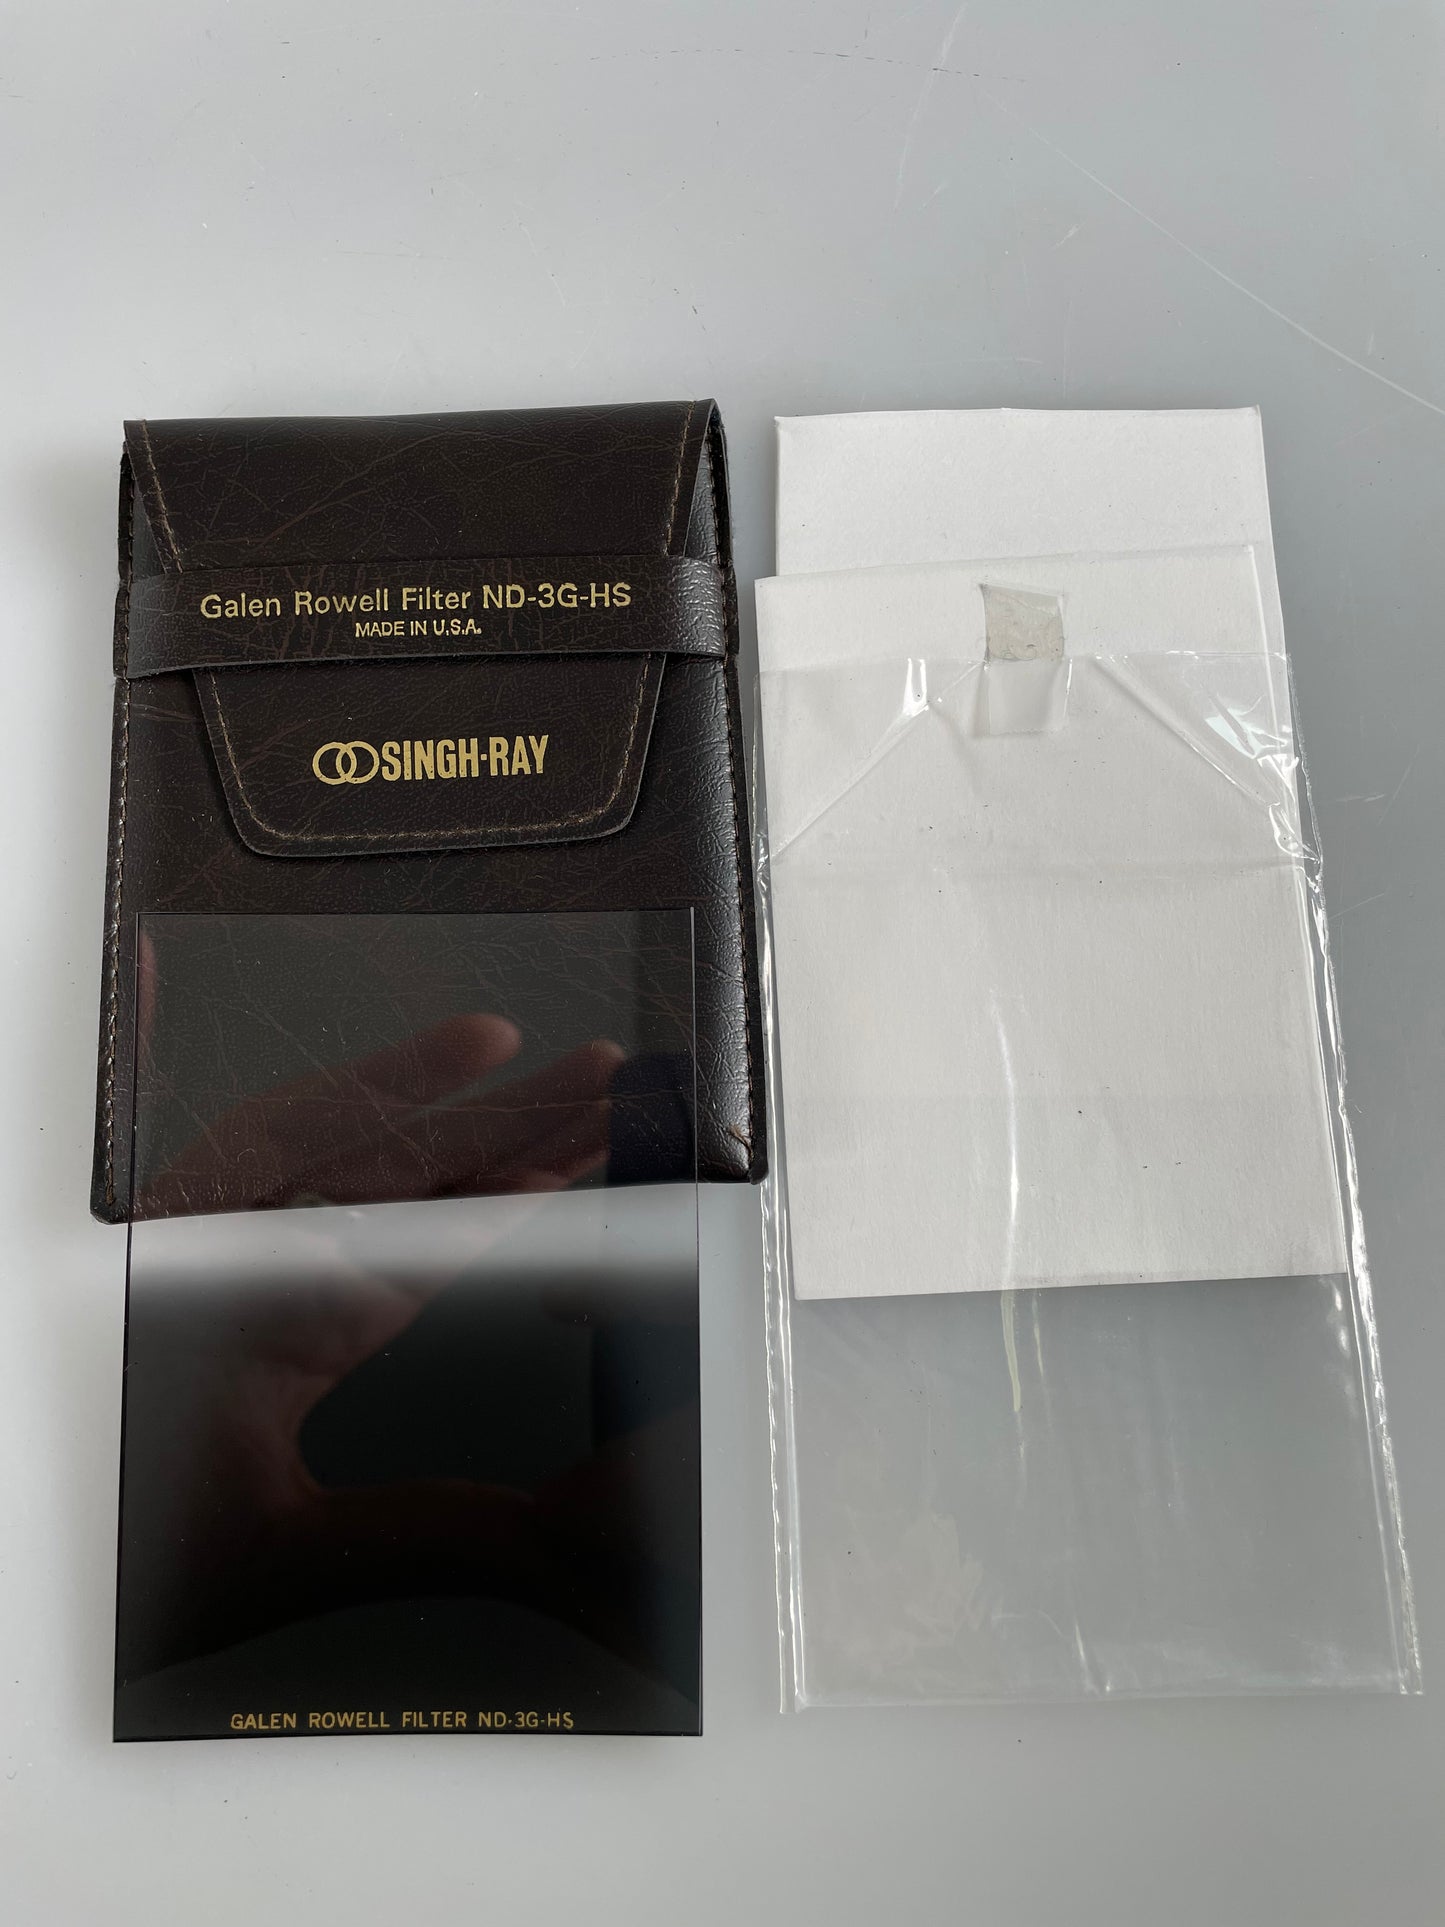 Galen Rowell Filter ND-3G-HS
MADE IN U.S.A.
SINGH-RAY
GALEN ROWELL FILTER ND-3G-HS